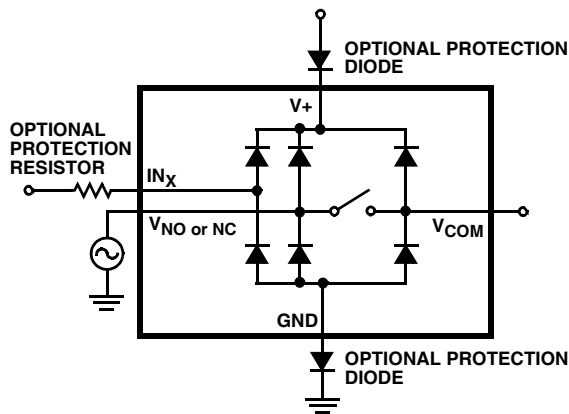 OPTIONAL PROTECTION
DIODE
V+
OPTIONAL
PROTECTION
RESISTOR
INX
VNO or NC
VCOM
GND
OPTIONAL PROTECTION
DIODE